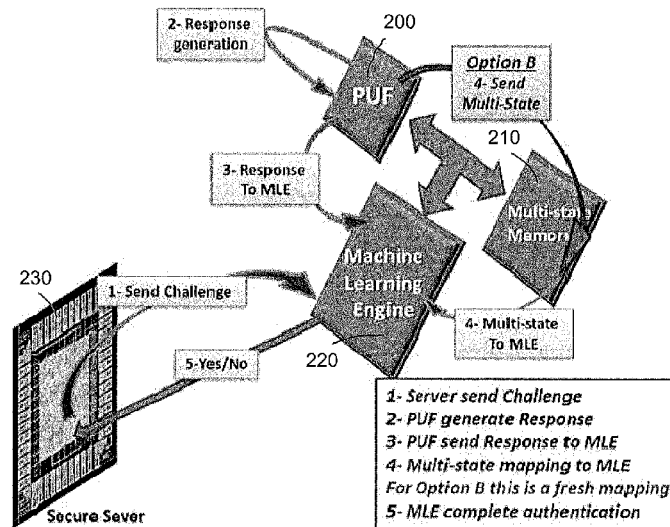 2- Response
generation
200
PUF
Option B
4- Send
Multi-State
210
3- Response
To MLE
Multi-state
Memory
Machine
Learning
Engine
220
230
1- Send Challenge
4- Multi-state
To MLE
5-Yes/No
Secure Sever
1- Server send Challenge
2- PUF generate Response
3- PUF send Response to MLE
4- Multi-state mapping to MLE
For Option B this is a fresh mapping
5- MLE complete authentication